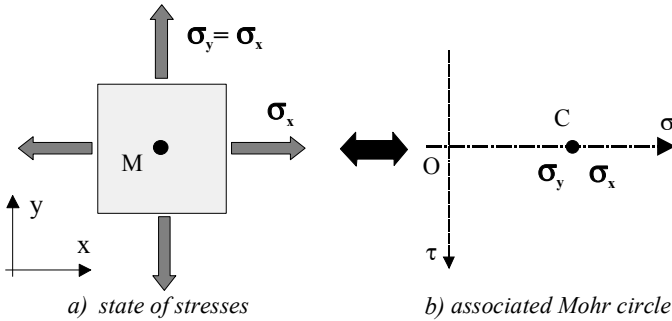 σy= σx
σx
M
y
x
a) state of stresses
C
σ
O
σy σx
τ
b) associated Mohr circle